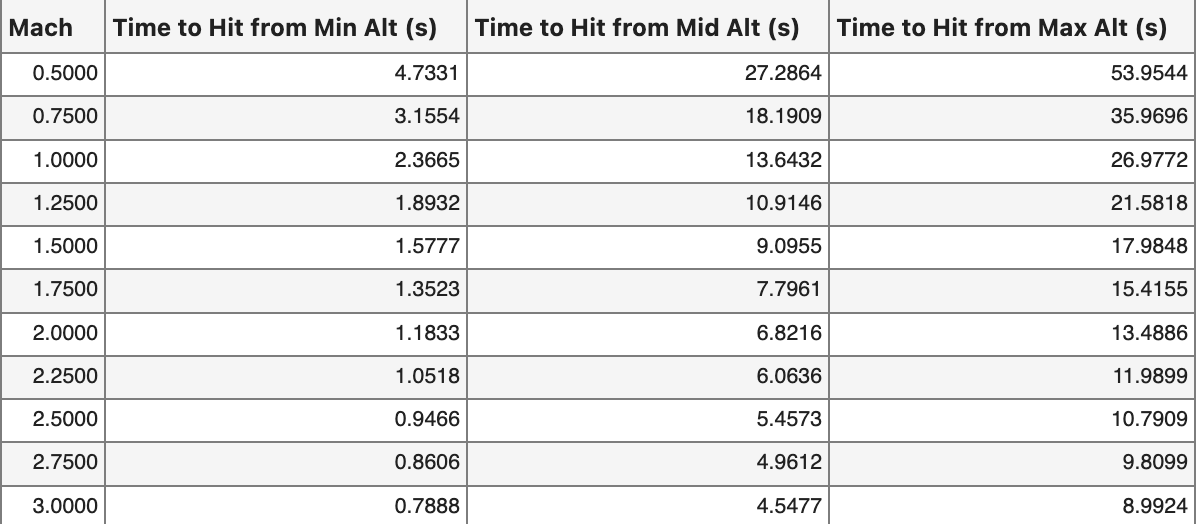 Mach Time to Hit from Min Alt (s) Time to Hit from Mid Alt (s) Time to Hit from Max Alt (s)
0.5000 4.7331 27.2864 53.9544
0.7500 3.1554 18.1909 35.9696
1.0000 2.3665 13.6432 26.9772
1.2500 1.8932 10.9146 21.5818
1.5000 1.5777 9.0955 17.9848
1.7500 1.3523 7.7961 15.4155
2.0000 1.1833 6.8216 13.4886
2.2500 1.0518 6.0636 11.9899
2.5000 0.9466 5.4573 10.7909
2.7500 0.8606 4.9612 9.8099
3.0000 0.7888 4.5477 8.9924